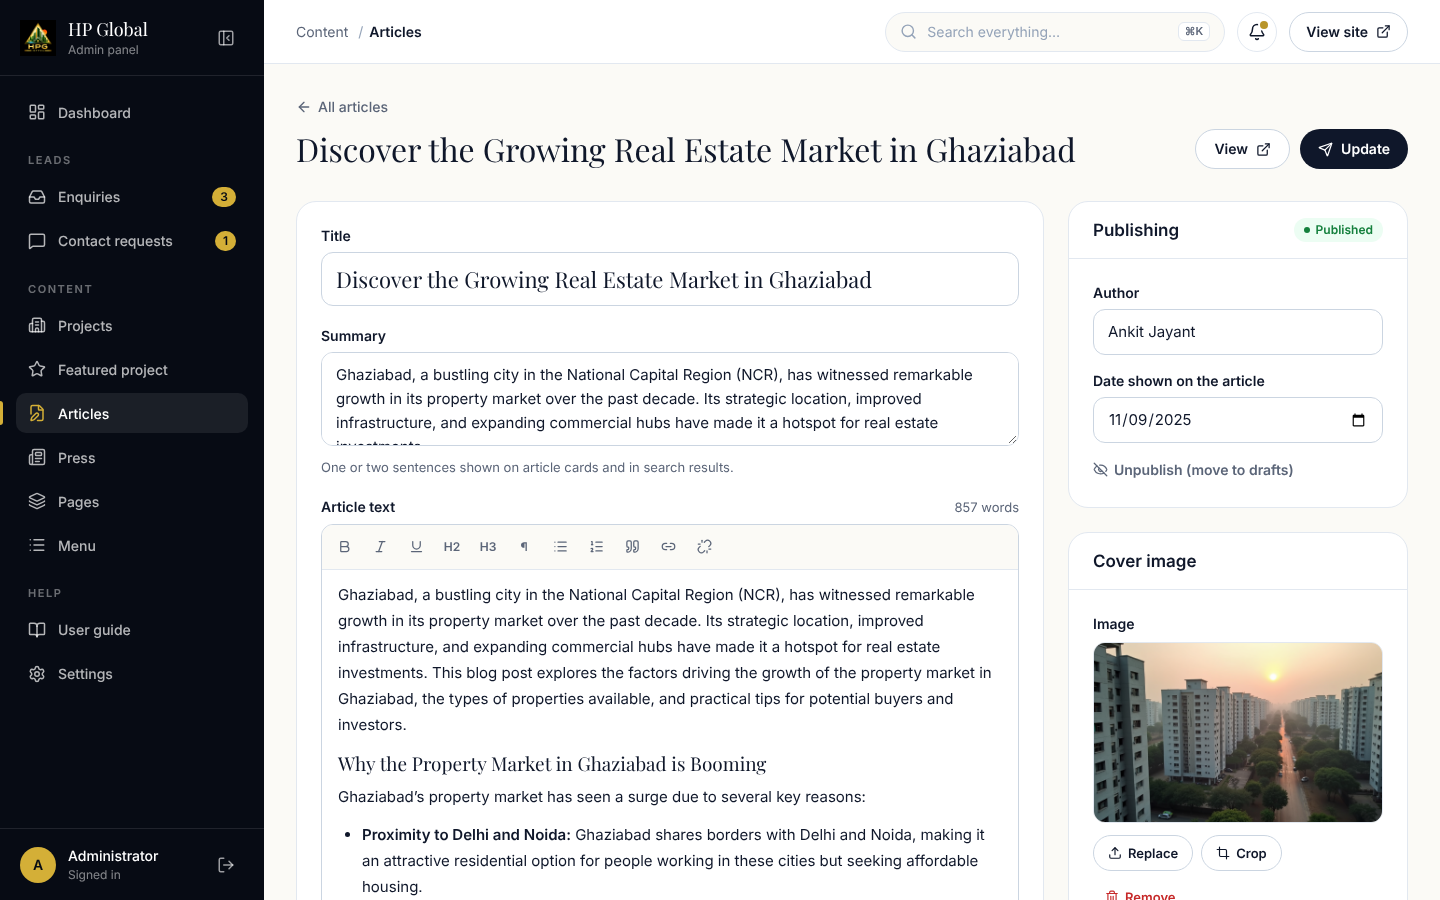 HP Global
Admin panel
Dashboard
LEADS
Enquiries 3
Contact requests 1
CONTENT
Projects
Featured project
Articles
Press
Pages
Menu
HELP
User guide
Settings
A
Administrator
Signed in
Content / Articles
Search everything... ⌘K
View site
All articles
Discover the Growing Real Estate Market in Ghaziabad
View
Update
Title
Discover the Growing Real Estate Market in Ghaziabad
Summary
Ghaziabad, a bustling city in the National Capital Region (NCR), has witnessed remarkable
growth in its property market over the past decade. Its strategic location, improved
infrastructure, and expanding commercial hubs have made it a hotspot for real estate
One or two sentences shown on article cards and in search results.
Article text 857 words
B I U H2 H3 ¶
Ghaziabad, a bustling city in the National Capital Region (NCR), has witnessed remarkable
growth in its property market over the past decade. Its strategic location, improved
infrastructure, and expanding commercial hubs have made it a hotspot for real estate
investments. This blog post explores the factors driving the growth of the property market in
Ghaziabad, the types of properties available, and practical tips for potential buyers and
investors.
Why the Property Market in Ghaziabad is Booming
Ghaziabad’s property market has seen a surge due to several key reasons:
• Proximity to Delhi and Noida: Ghaziabad shares borders with Delhi and Noida, making it
an attractive residential option for people working in these cities but seeking affordable
housing.
Publishing
Published
Author
Ankit Jayant
Date shown on the article
11/09/2025
Unpublish (move to drafts)
Cover image
Image
Replace
Crop
Remove